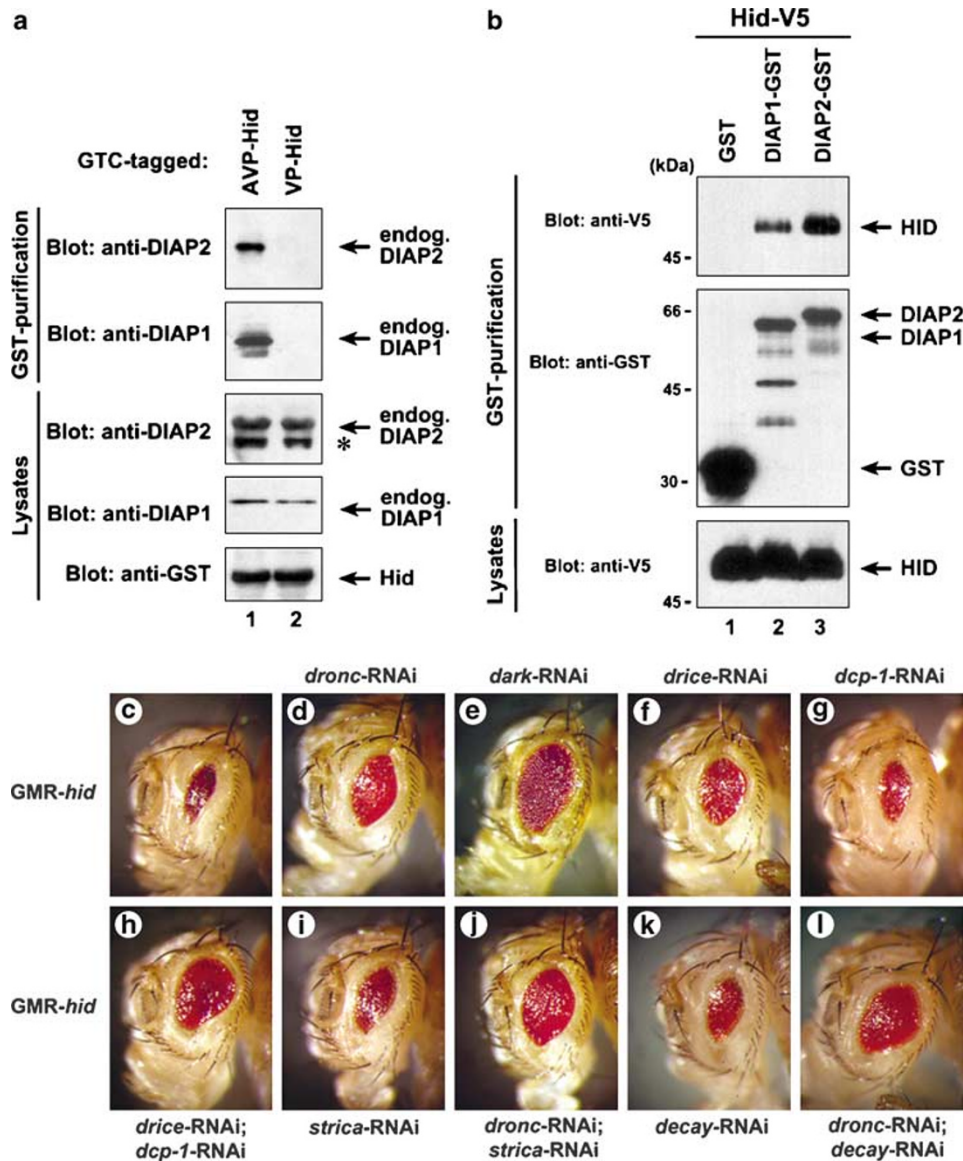 a
GTC-tagged:
AVP-Hid
VP-Hid
GST-purification
Blot: anti-DIAP2
endog.
DIAP2
Blot: anti-DIAP1
endog.
DIAP1
Lysates
Blot: anti-DIAP2
endog.
DIAP2
*
Blot: anti-DIAP1
endog.
DIAP1
Blot: anti-GST
Hid
1 2
b
Hid-V5
GST
DIAP1-GST
DIAP2-GST
(kDa)
GST-purification
Blot: anti-V5
HID
45 -
66 -
DIAP2
DIAP1
Blot: anti-GST
45 -
GST
30 -
Lysates
Blot: anti-V5
HID
45 -
1 2 3
dronc-RNAi dark-RNAi drice-RNAi dcp-1-RNAi
c d e f g
GMR-hid
h i j k l
GMR-hid
drice-RNAi;
dcp-1-RNAi
strica-RNAi
dronc-RNAi;
strica-RNAi
decay-RNAi
dronc-RNAi;
decay-RNAi